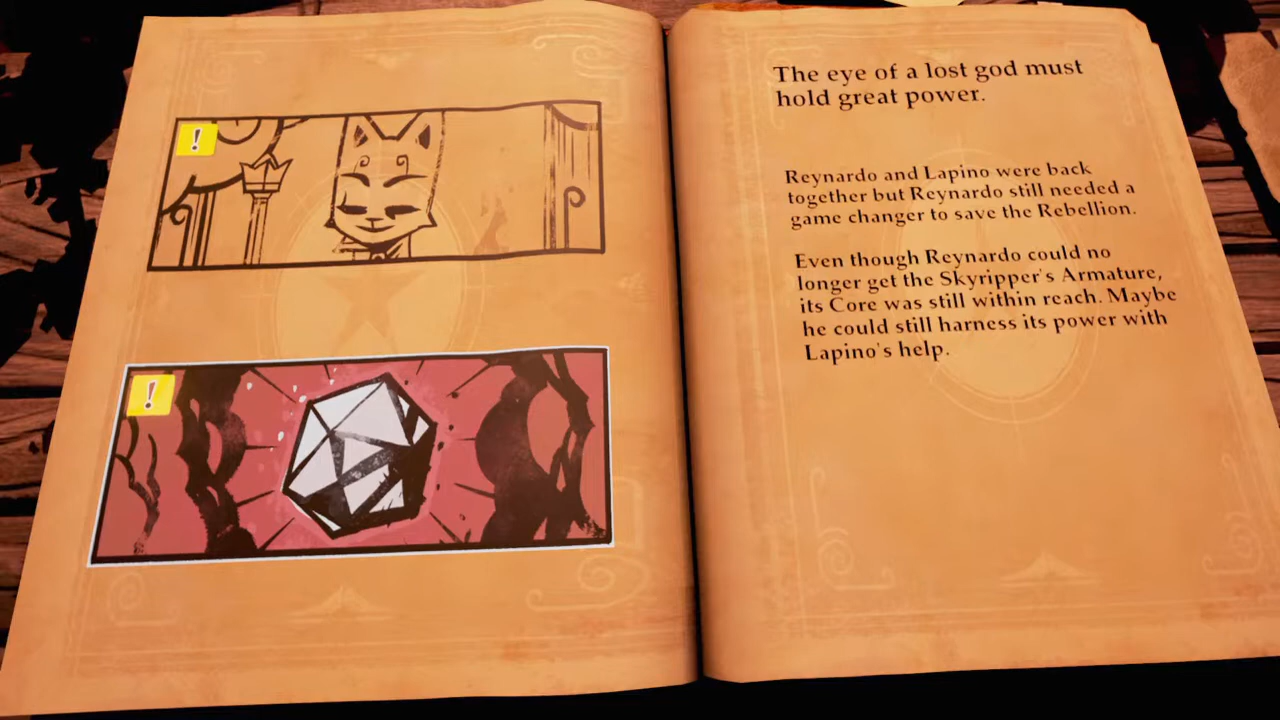 !
!
The eye of a lost god must
hold great power.
Reynardo and Lapino were back
together but Reynardo still needed a
game changer to save the Rebellion.
Even though Reynardo could no
longer get the Skyripper's Armature,
its Core was still within reach. Maybe
he could still harness its power with
Lapino's help.